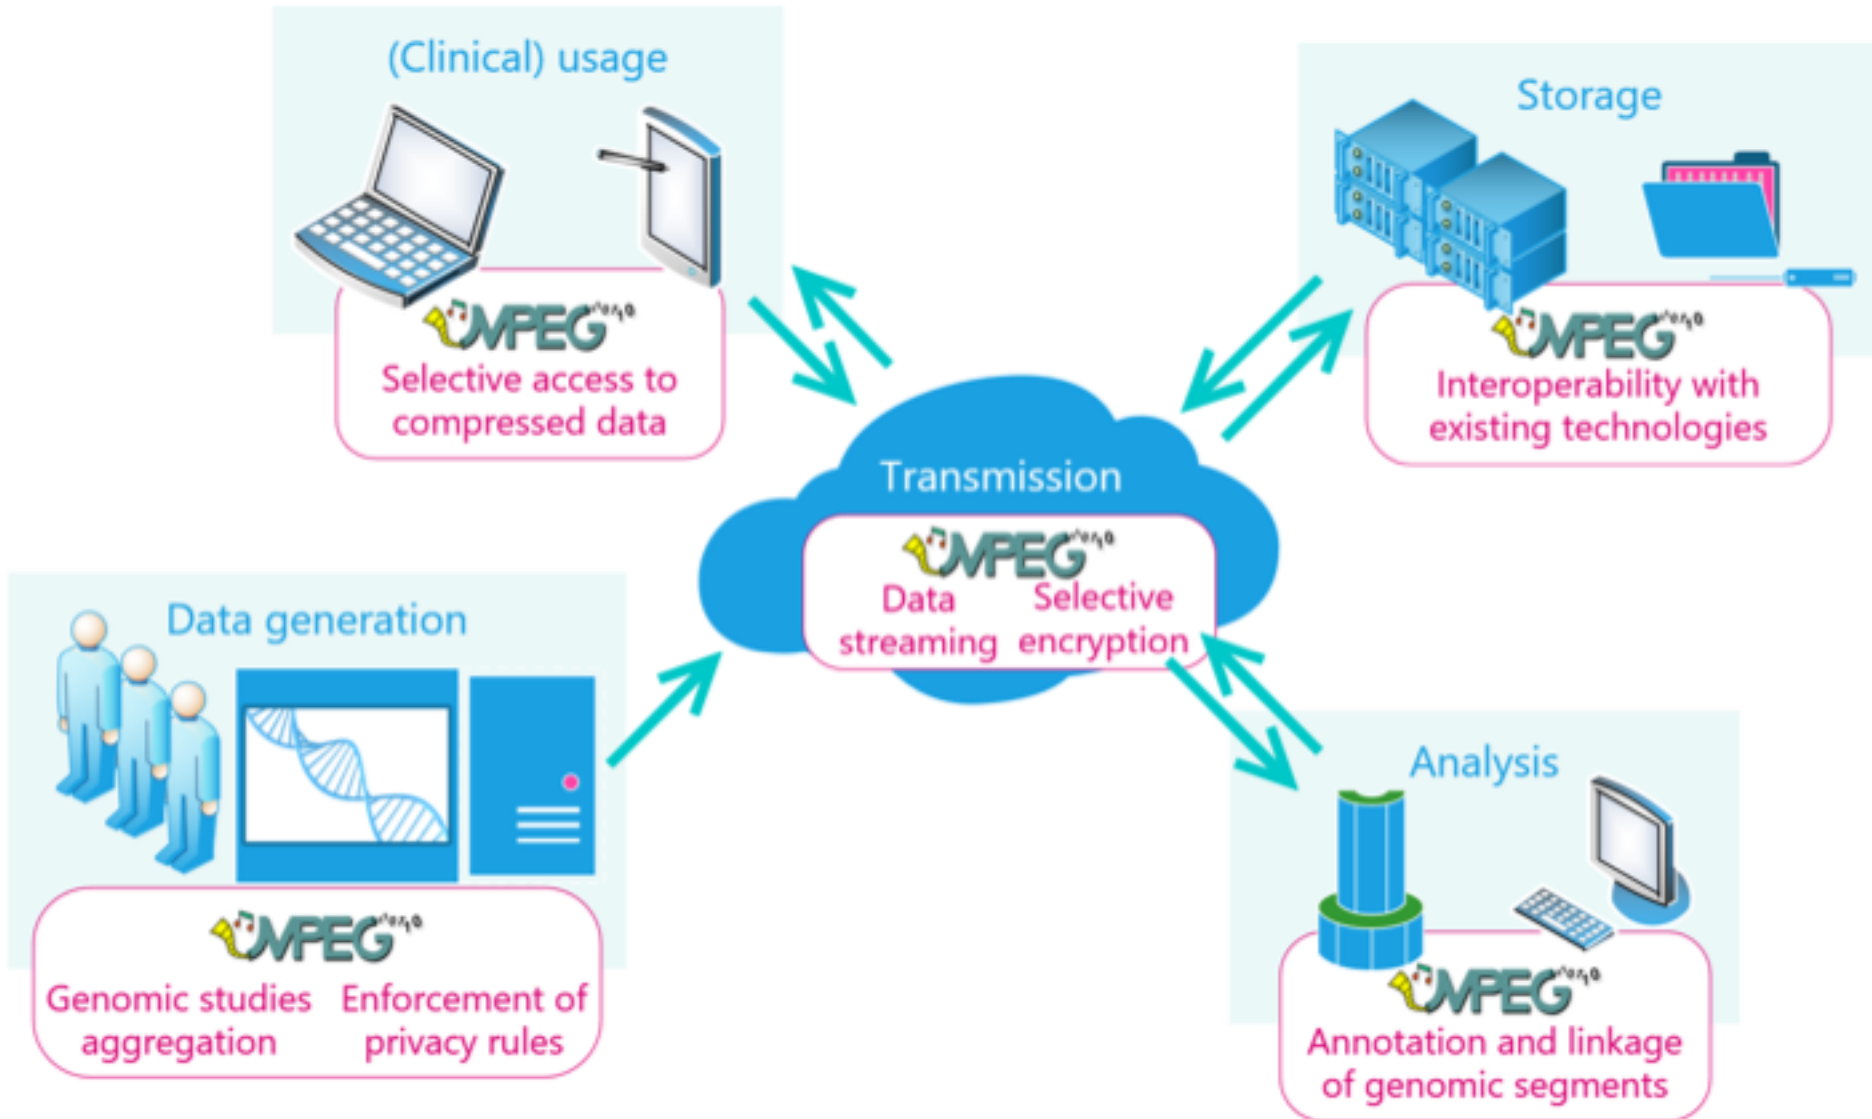 (Clinical) usage
MPEG
Selective access to
compressed data
Storage
MPEG
Interoperability with
existing technologies
Transmission
MPEG
Data Selective
streaming encryption
Data generation
MPEG
Genomic studies Enforcement of
aggregation privacy rules
Analysis
MPEG
Annotation and linkage
of genomic segments